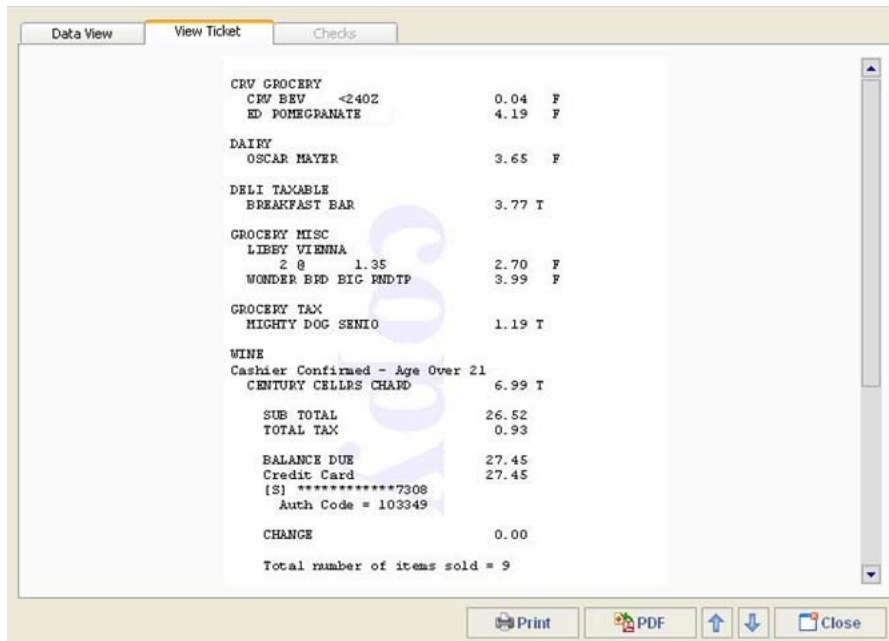 Data View View Ticket Checks
CRV GROCERY
CRV BEV <24OZ 0.04 F
ED POMEGRANATE 4.19 F
DAIRY
OSCAR MAYER 3.65 F
DELI TAXABLE
BREAKFAST BAR 3.77 T
GROCERY MISC
LIBBY VIENNA
2 @ 1.35 2.70 F
WONDER BRD BIG RNDTP 3.99 F
GROCERY TAX
MIGHTY DOG SENIO 1.19 T
WINE
Cashier Confirmed - Age Over 21
CENTURY CELLRS CHARD 6.99 T
SUB TOTAL 26.52
TOTAL TAX 0.93
BALANCE DUE 27.45
Credit Card 27.45
[S] ************7308
Auth Code = 103349
CHANGE 0.00
Total number of items sold = 9
copy
Print PDF Close